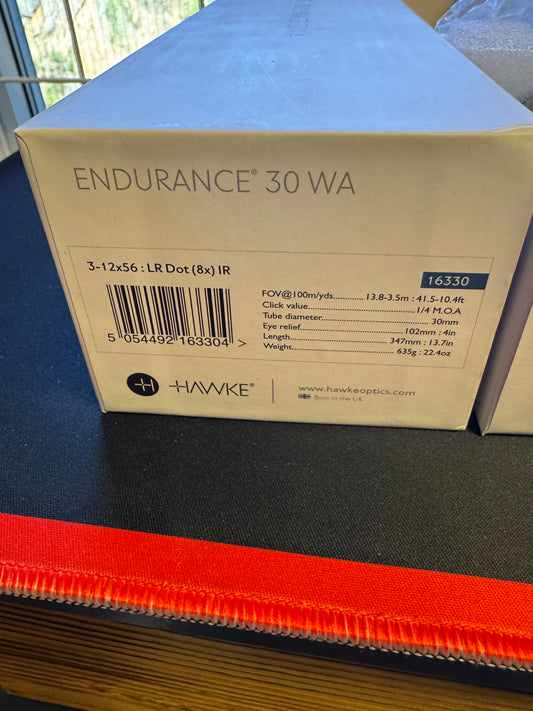 ENDURANCE® 30 WA
3-12x56 : LR Dot (8x) IR
16330
FOV@100m/yds............. 13.8-3.5m : 41.5-10.4ft
Click value............................................. 1/4 M.O.A
Tube diameter............................................. 30mm
Eye relief............................................. 102mm : 4in
Length............................................. 347mm : 13.7in
Weight............................................. 635g : 22.4oz
5 054492 163304 >
H HAWKE®
www.hawkeoptics.com
Born in the UK